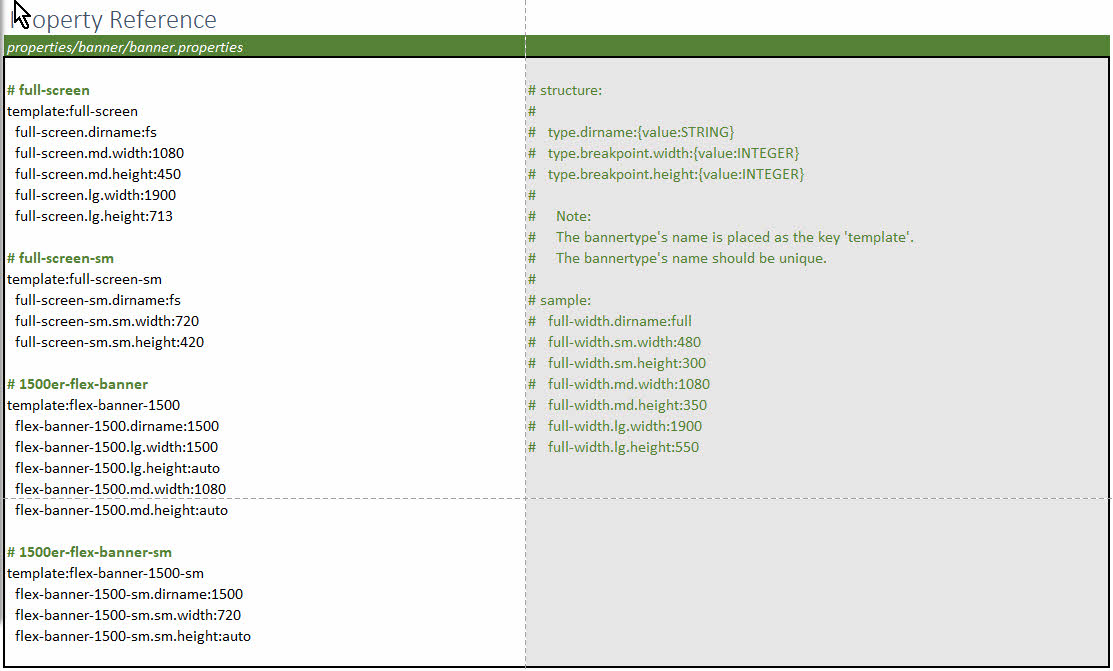 Property Reference
properties/banner/banner.properties
# full-screen
template:full-screen
full-screen.dirname:fs
full-screen.md.width:1080
full-screen.md.height:450
full-screen.lg.width:1900
full-screen.lg.height:713
# full-screen-sm
template:full-screen-sm
full-screen-sm.dirname:fs
full-screen-sm.sm.width:720
full-screen-sm.sm.height:420
# 1500er-flex-banner
template:flex-banner-1500
flex-banner-1500.dirname:1500
flex-banner-1500.lg.width:1500
flex-banner-1500.lg.height:auto
flex-banner-1500.md.width:1080
flex-banner-1500.md.height:auto
# 1500er-flex-banner-sm
template:flex-banner-1500-sm
flex-banner-1500-sm.dirname:1500
flex-banner-1500-sm.sm.width:720
flex-banner-1500-sm.sm.height:auto
# structure:
#
# type.dirname:{value:STRING}
# type.breakpoint.width:{value:INTEGER}
# type.breakpoint.height:{value:INTEGER}
#
# Note:
# The bannertype's name is placed as the key 'template'.
# The bannertype's name should be unique.
#
# sample:
# full-width.dirname:full
# full-width.sm.width:480
# full-width.sm.height:300
# full-width.md.width:1080
# full-width.md.height:350
# full-width.lg.width:1900
# full-width.lg.height:550